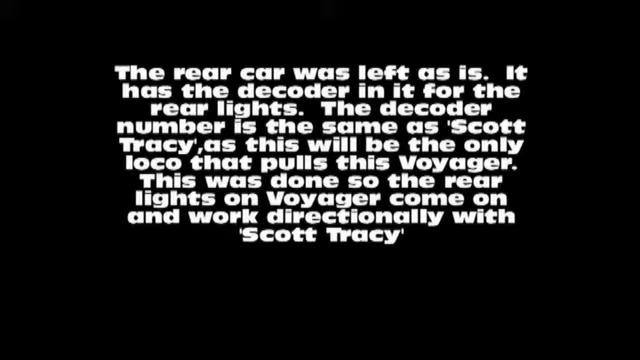 The rear car was left as is.  It
has the decoder in it for the
rear lights.  The decoder
number is the same as 'Scott
Tracy',as this will be the only
loco that pulls this Voyager.
This was done so the rear
lights on Voyager come on
and work directionally with
'Scott Tracy'